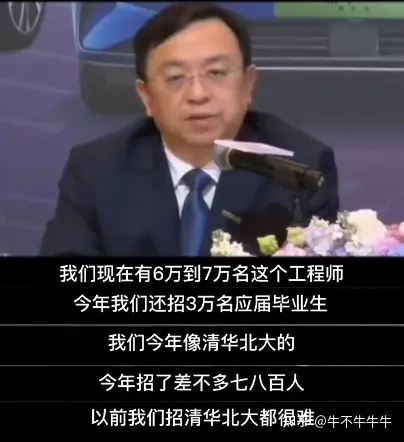 我们现在有6万到7万名这个工程师
今年我们还招3万名应届毕业生
我们今年像清华北大的
今年招了差不多七八百人
以前我们招清华北大都很难
@牛不牛牛牛